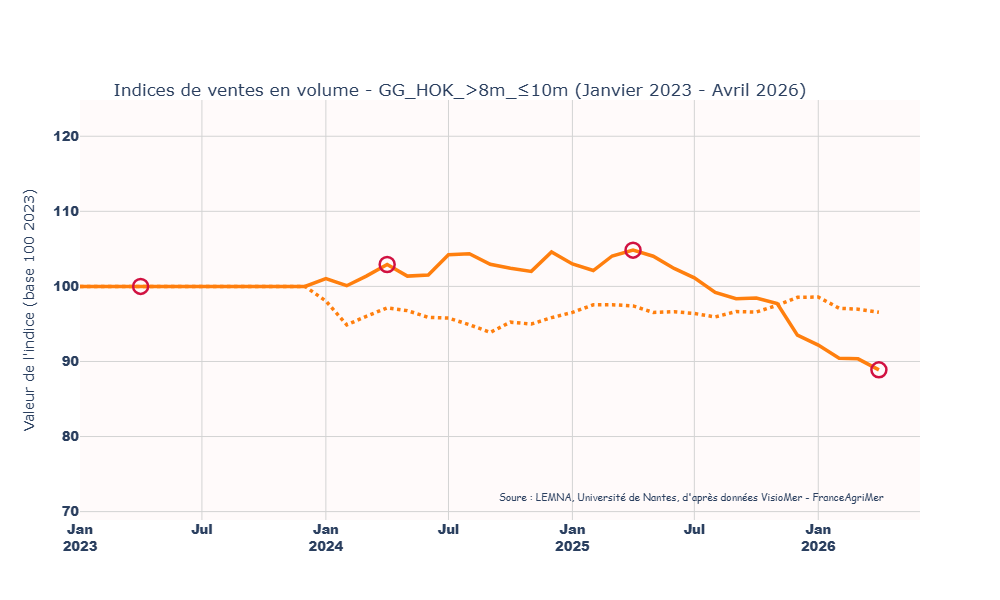 Indices de ventes en volume - GG_HOK_>8m_≤10m (Janvier 2023 - Avril 2026)
Valeur de l'indice (base 100 2023)
120
110
100
90
80
70
Soure : LEMNA, Université de Nantes, d'après données VisioMer - FranceAgriMer
Jan Jul Jan Jul Jan Jul Jan
2023 2024 2025 2026